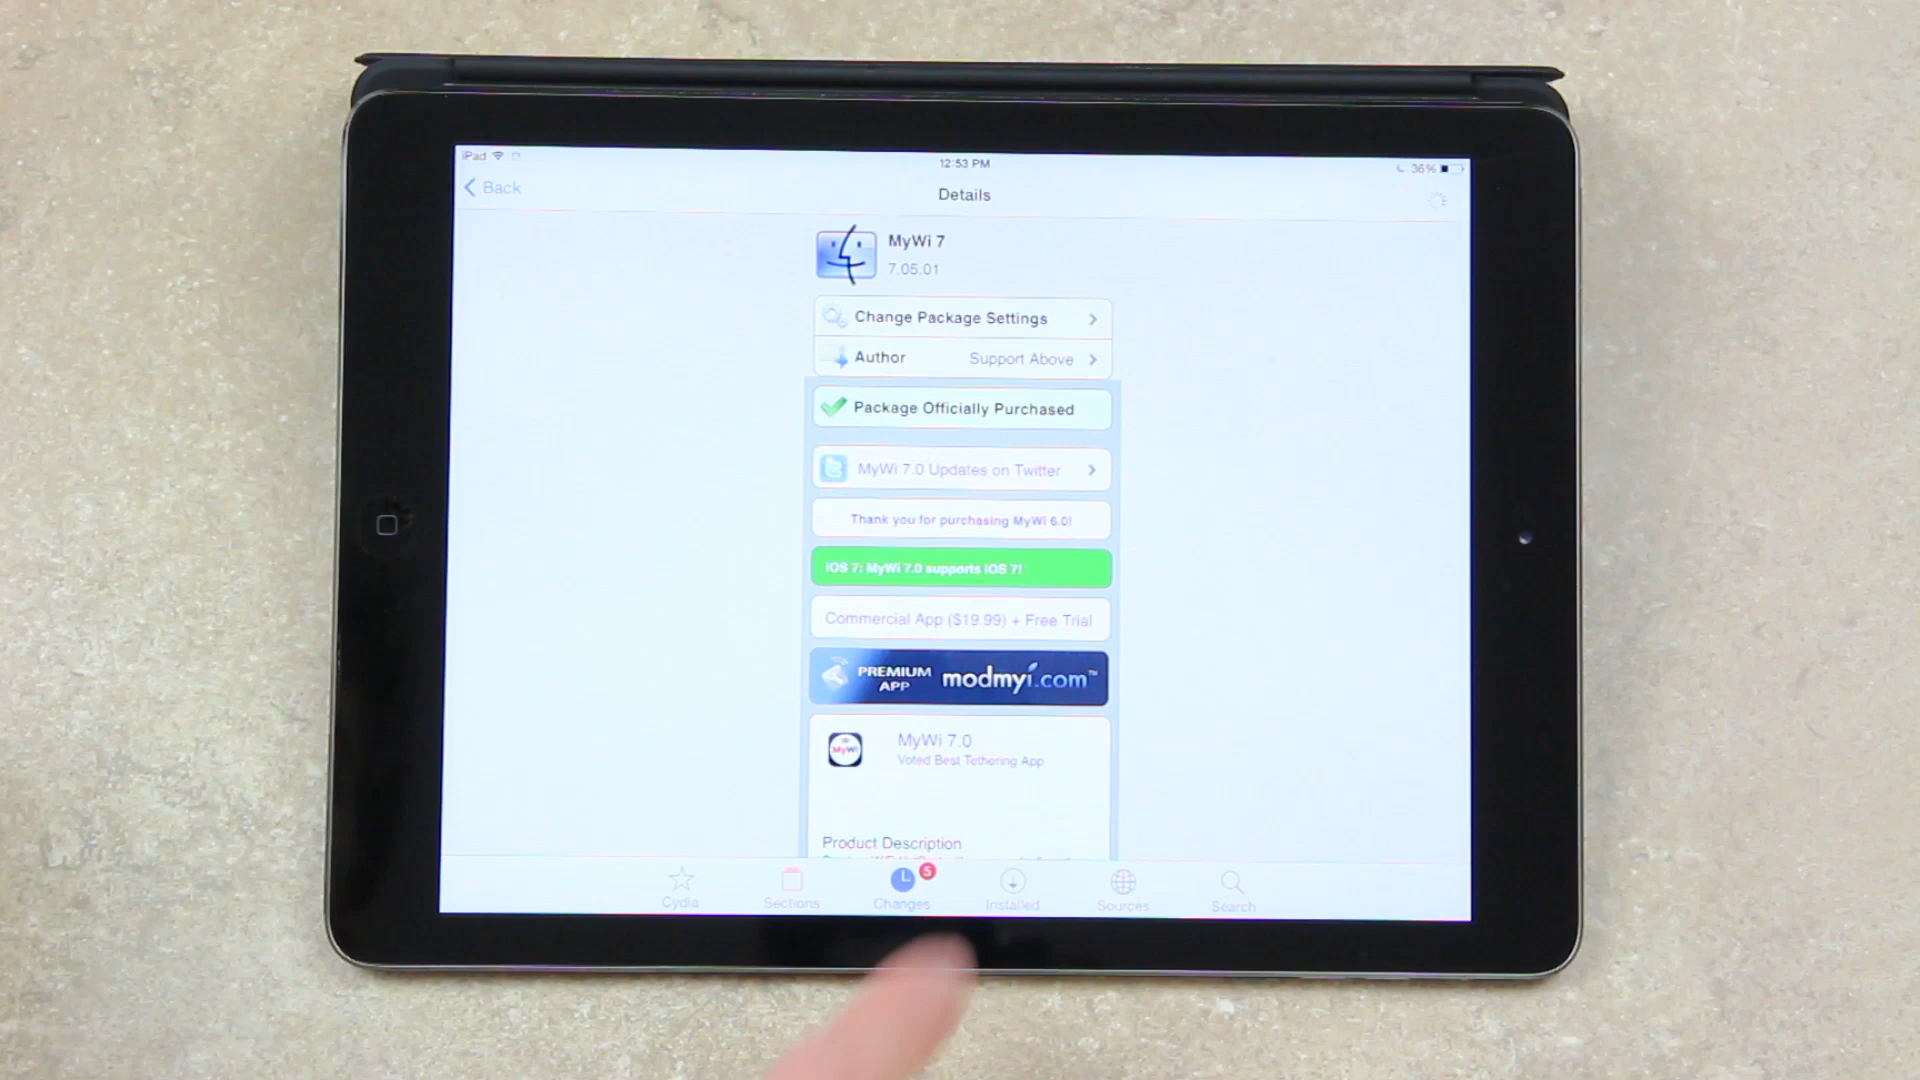 iPad
12:53 PM
36%
Back
Details
MyWi 7
7.05.01
Change Package Settings
Author Support Above
Package Officially Purchased
MyWi 7.0 Updates on Twitter
Thank you for purchasing MyWi 6.0!
iOS 7: MyWi 7.0 supports iOS 7!
Commercial App ($19.99) + Free Trial
PREMIUM
APP
modmyi.com™
MyWi
MyWi 7.0
Voted Best Tethering App
Product Description
5
Cydia
Sections
Changes
Installed
Sources
Search